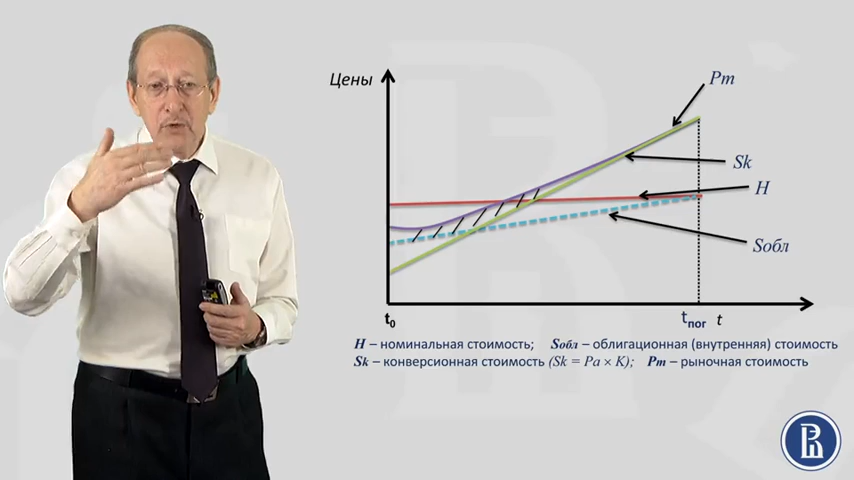 Цены
Pm
Sk
H
Sобл
t₀
tпог t
H – номинальная стоимость; Sобл – облигационная (внутренняя) стоимость
Sk – конверсионная стоимость (Sk = Pa × K); Pm – рыночная стоимость